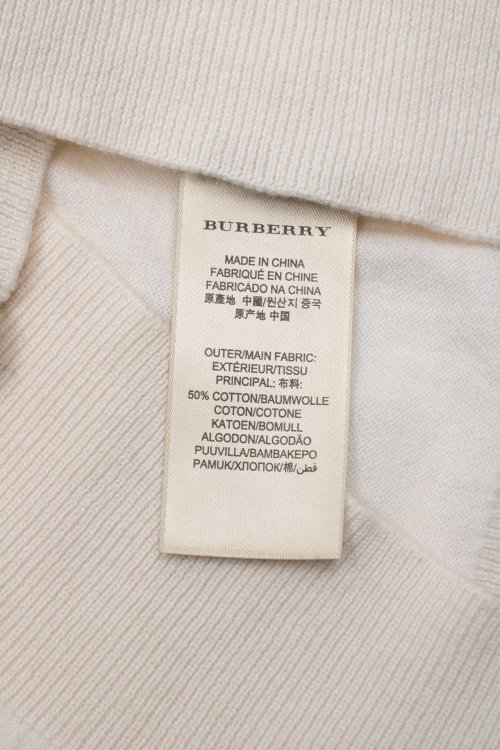 BURBERRY
MADE IN CHINA
FABRIQUÉ EN CHINE
FABRICADO NA CHINA
原產地 中國/원산지 중국
原产地 中国
OUTER/MAIN FABRIC:
EXTÉRIEUR/TISSU
PRINCIPAL: 布料:
50% COTTON/BAUMWOLLE
COTON/COTONE
KATOEN/BOMULL
ALGODON/ALGODÃO
PUUVILLA/ΒΑΜΒΑΚΕΡΟ
PAMUK/ХЛОПОК/棉/قطن